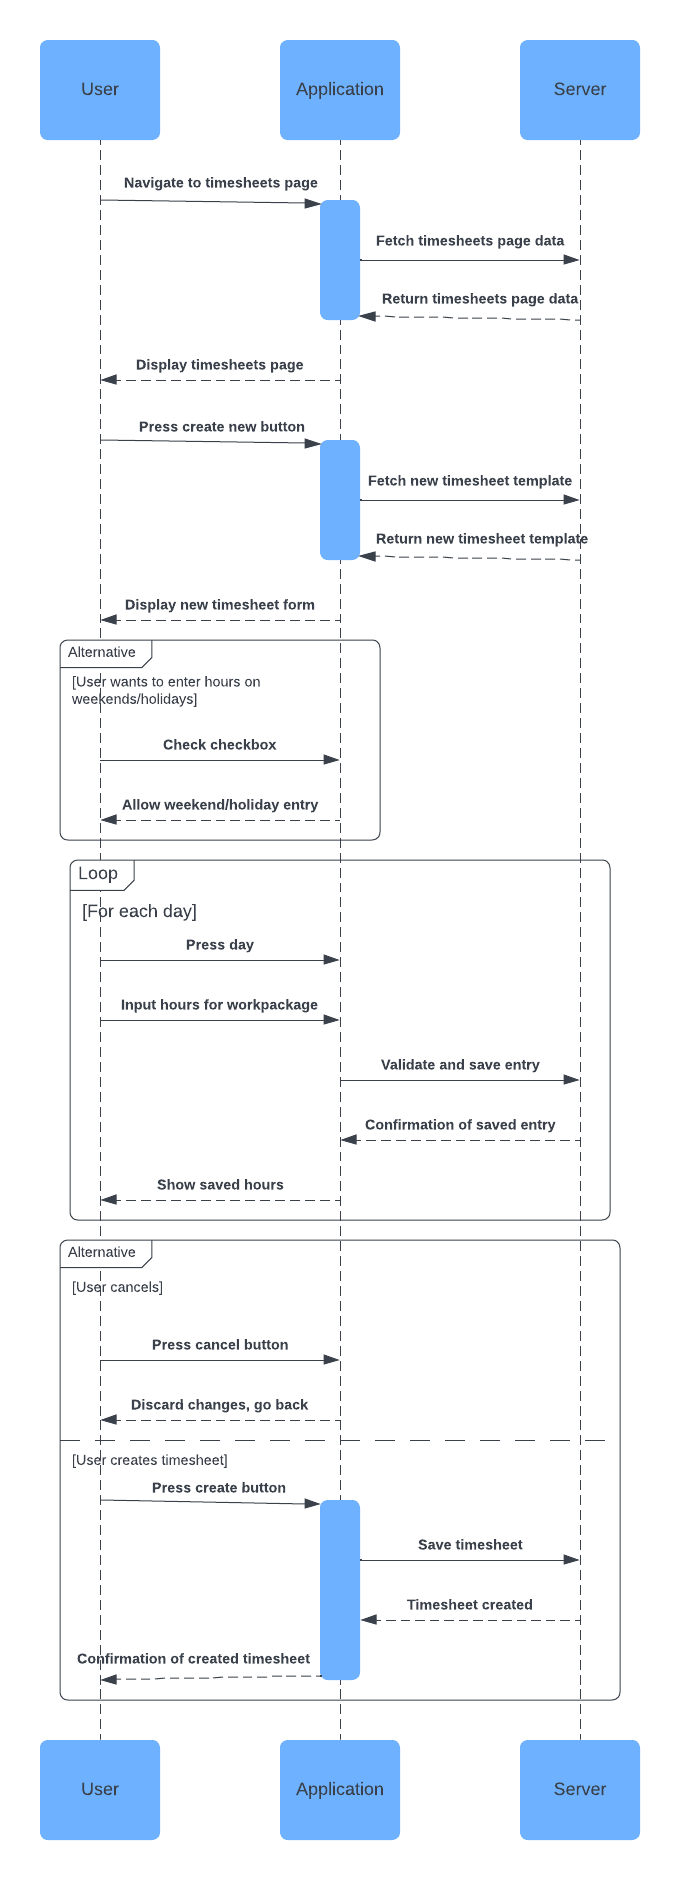 User
Application
Server
Navigate to timesheets page
Fetch timesheets page data
Return timesheets page data
Display timesheets page
Press create new button
Fetch new timesheet template
Return new timesheet template
Display new timesheet form
Alternative
[User wants to enter hours on
weekends/holidays]
Check checkbox
Allow weekend/holiday entry
Loop
[For each day]
Press day
Input hours for workpackage
Validate and save entry
Confirmation of saved entry
Show saved hours
Alternative
[User cancels]
Press cancel button
Discard changes, go back
[User creates timesheet]
Press create button
Save timesheet
Timesheet created
Confirmation of created timesheet
User
Application
Server